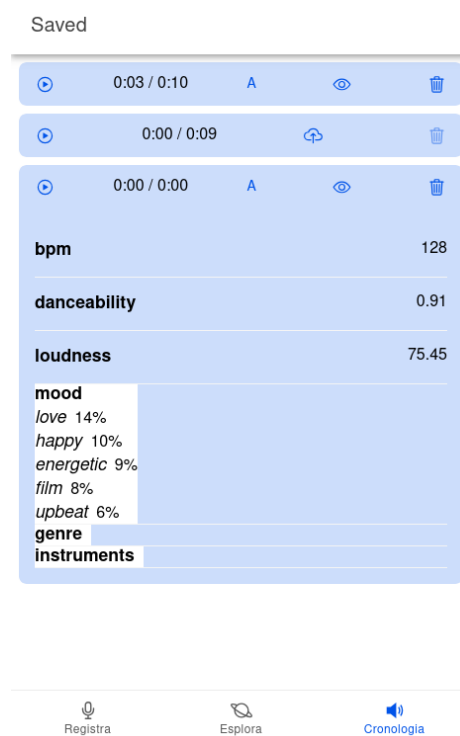 Saved
0:03 / 0:10 A
0:00 / 0:09
0:00 / 0:00 A
bpm 128
danceability 0.91
loudness 75.45
mood
love 14%
happy 10%
energetic 9%
film 8%
upbeat 6%
genre
instruments
Registra Esplora Cronologia